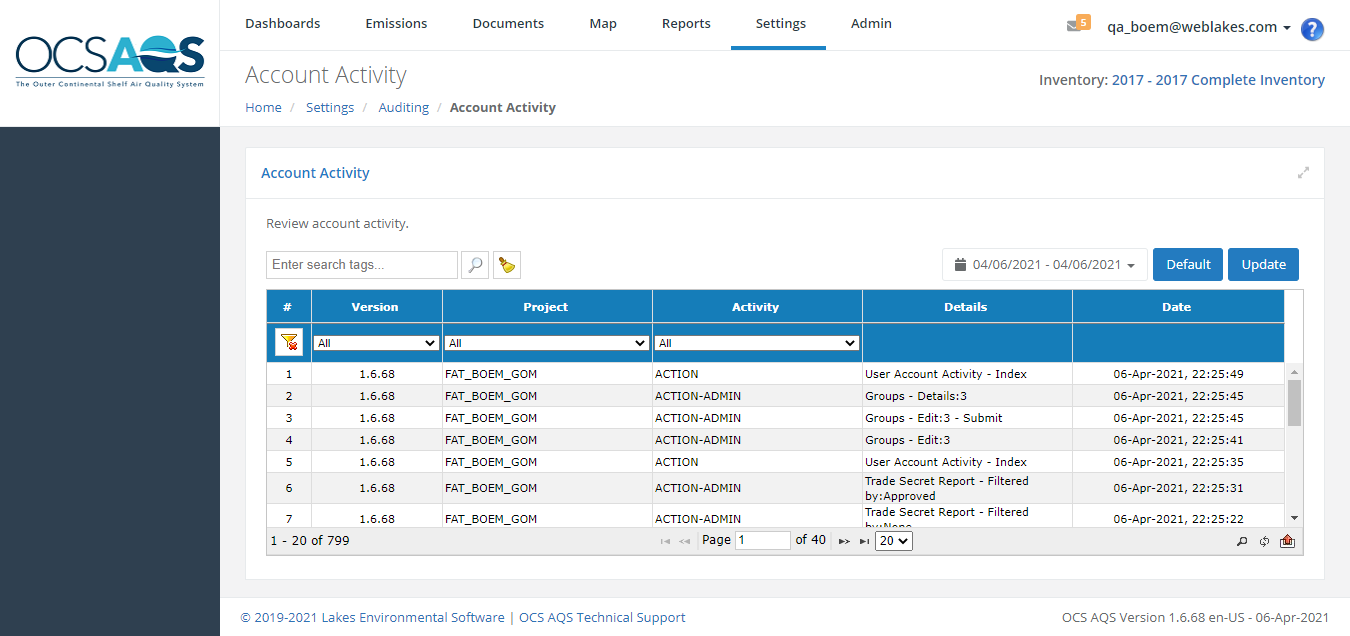 OCSAQS
The Outer Continental Shelf Air Quality System
Dashboards Emissions Documents Map Reports Settings Admin
5 qa_boem@weblakes.com ?
Account Activity
Inventory: 2017 - 2017 Complete Inventory
Home / Settings / Auditing / Account Activity
Account Activity
Review account activity.
Enter search tags... 04/06/2021 - 04/06/2021 Default Update
# Version Project Activity Details Date
All All All
1 1.6.68 FAT_BOEM_GOM ACTION User Account Activity - Index 06-Apr-2021, 22:25:49
2 1.6.68 FAT_BOEM_GOM ACTION-ADMIN Groups - Details:3 06-Apr-2021, 22:25:45
3 1.6.68 FAT_BOEM_GOM ACTION-ADMIN Groups - Edit:3 - Submit 06-Apr-2021, 22:25:45
4 1.6.68 FAT_BOEM_GOM ACTION-ADMIN Groups - Edit:3 06-Apr-2021, 22:25:41
5 1.6.68 FAT_BOEM_GOM ACTION User Account Activity - Index 06-Apr-2021, 22:25:35
6 1.6.68 FAT_BOEM_GOM ACTION-ADMIN Trade Secret Report - Filtered 06-Apr-2021, 22:25:31
by:Approved
7 1.6.68 FAT_BOEM_GOM ACTION-ADMIN Trade Secret Report - Filtered 06-Apr-2021, 22:25:22
by:None
1 - 20 of 799 Page 1 of 40 20
© 2019-2021 Lakes Environmental Software | OCS AQS Technical Support
OCS AQS Version 1.6.68 en-US - 06-Apr-2021